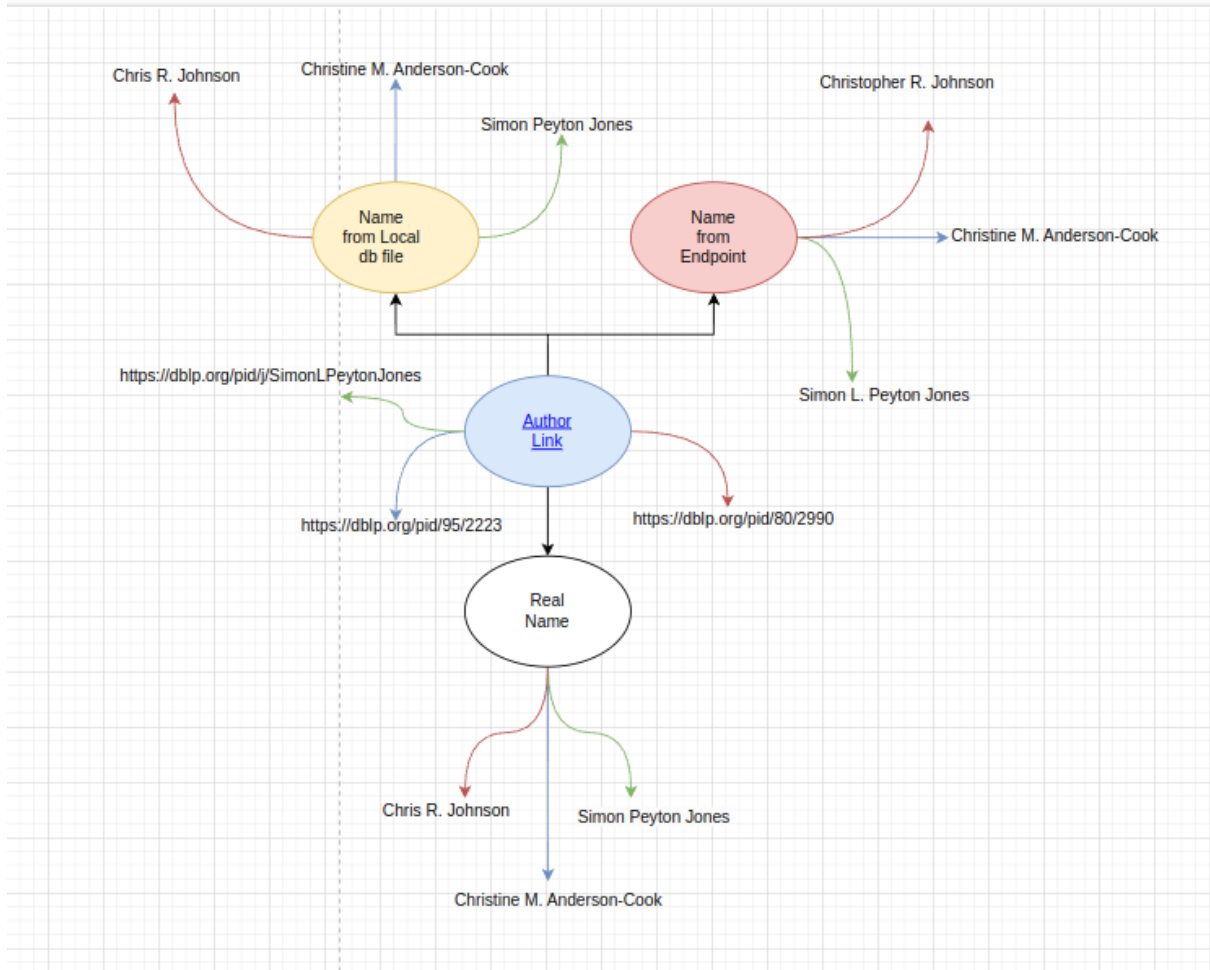 Christine M. Anderson-Cook
Chris R. Johnson
Christopher R. Johnson
Simon Peyton Jones
Name
from Local
db file
Name
from
Endpoint
Christine M. Anderson-Cook
https://dblp.org/pid/j/SimonLPeytonJones
Simon L. Peyton Jones
Author
Link
https://dblp.org/pid/95/2223
https://dblp.org/pid/80/2990
Real
Name
Chris R. Johnson
Simon Peyton Jones
Christine M. Anderson-Cook